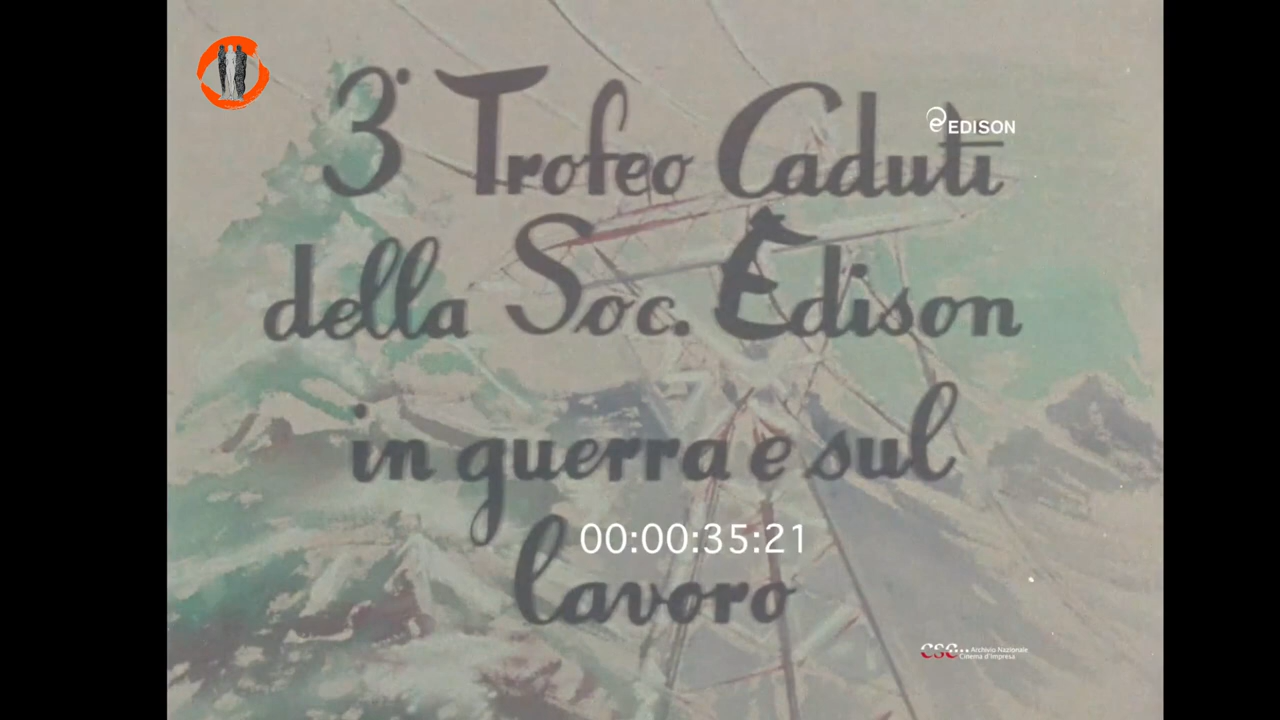 3° Trofeo Caduti
EDISON
della Soc. Edison
in guerra e sul
00:00:35:21
lavoro
CSC Archivio Nazionale
Cinema d'Impresa